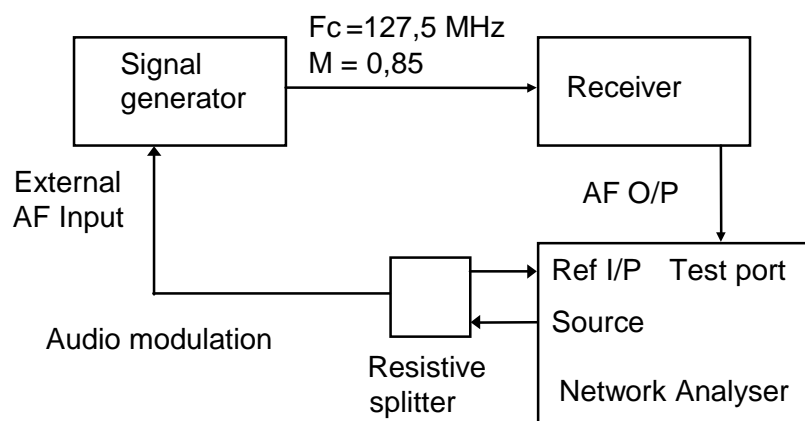 Fc=127,5 MHz
M = 0,85
Signal
generator
Receiver
External
AF Input
AF O/P
Ref I/P Test port
Source
Audio modulation
Resistive
splitter
Network Analyser